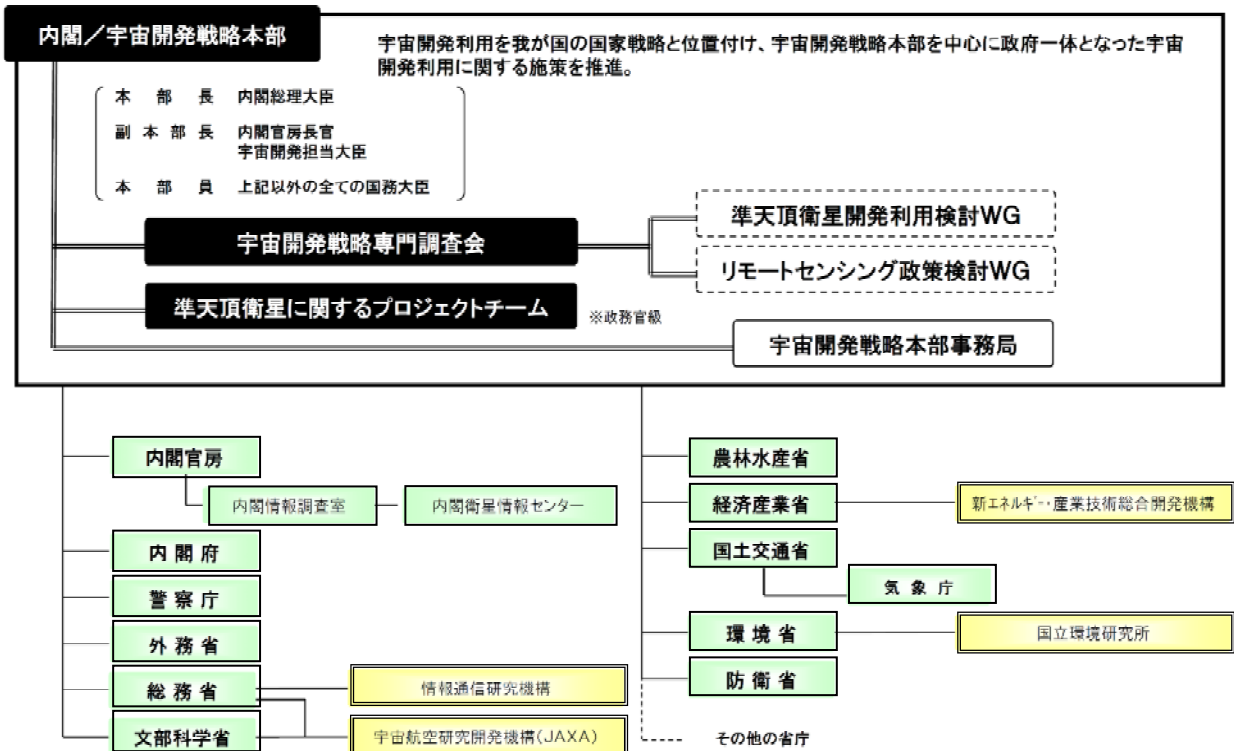 内閣／宇宙開発戦略本部
宇宙開発利用を我が国の国家戦略と位置付け、宇宙開発戦略本部を中心に政府一体となった宇宙
開発利用に関する施策を推進。
本　部　長　内閣総理大臣
副 本 部 長　内閣官房長官
宇宙開発担当大臣
本　部　員　上記以外の全ての国務大臣
宇宙開発戦略専門調査会
準天頂衛星開発利用検討WG
リモートセンシング政策検討WG
準天頂衛星に関するプロジェクトチーム
※政務官級
宇宙開発戦略本部事務局
内閣官房
内閣情報調査室
内閣衛星情報センター
内 閣 府
警 察 庁
外 務 省
総 務 省
情報通信研究機構
文部科学省
宇宙航空研究開発機構(JAXA)
農林水産省
経済産業省
新エネルギー・産業技術総合開発機構
国土交通省
気 象 庁
環 境 省
国立環境研究所
防 衛 省
その他の省庁